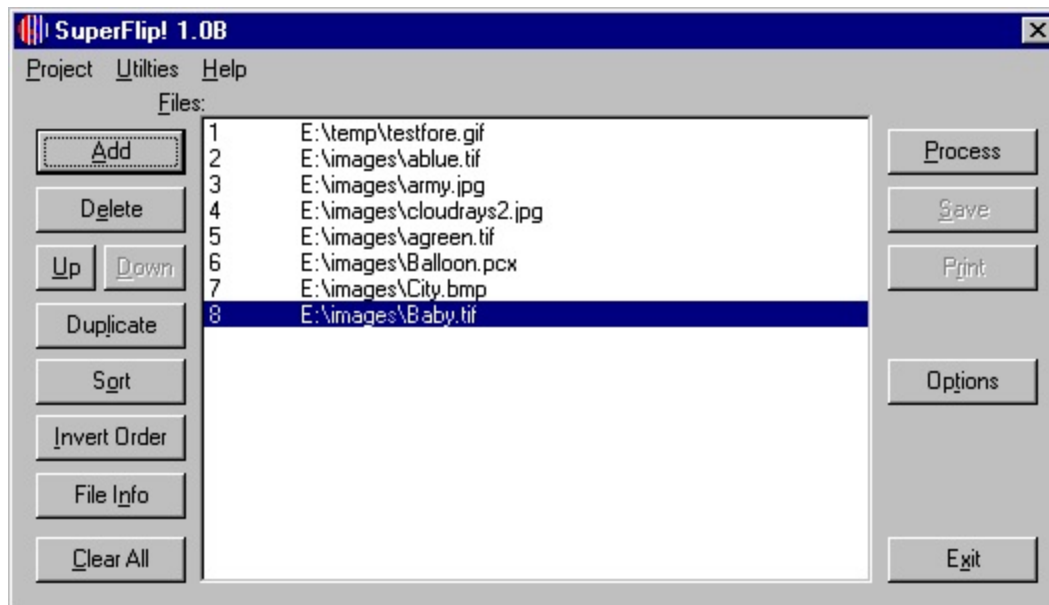 SuperFlip! 1.0B
Project Utilties Help
Files:
Add
Delete
Up Down
Duplicate
Sort
Invert Order
File Info
Clear All
1 E:\temp\testfore.gif
2 E:\images\ablue.tif
3 E:\images\army.jpg
4 E:\images\cloudrays2.jpg
5 E:\images\agreen.tif
6 E:\images\Balloon.pcx
7 E:\images\City.bmp
8 E:\images\Baby.tif
Process
Save
Print
Options
Exit